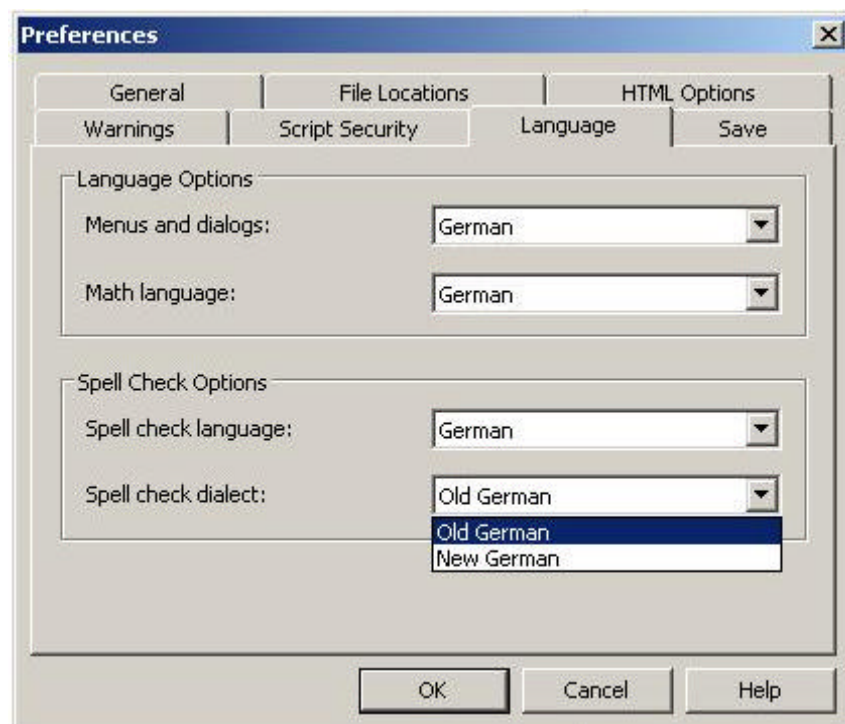 Preferences
General File Locations HTML Options
Warnings Script Security Language Save
Language Options
Menus and dialogs: German
Math language: German
Spell Check Options
Spell check language: German
Spell check dialect: Old German
Old German
New German
OK Cancel Help